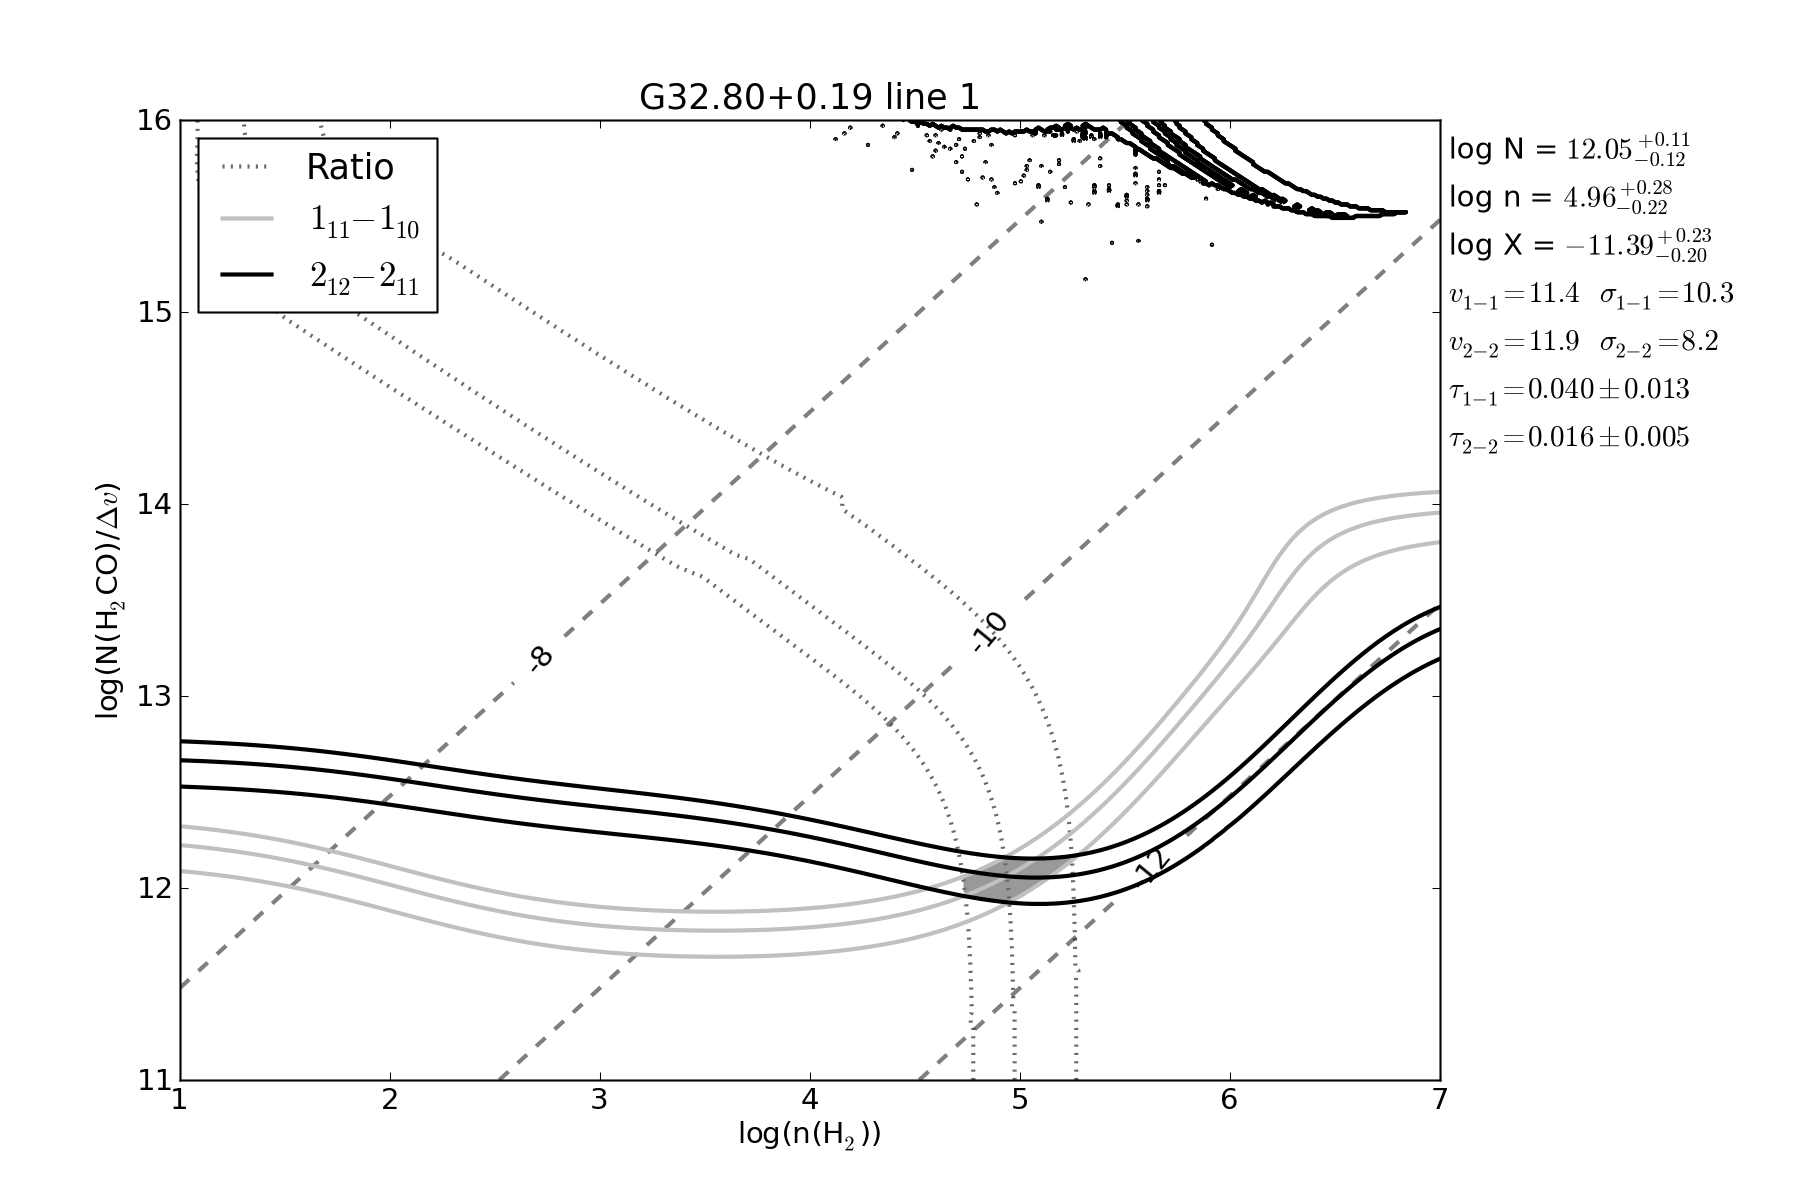 G32.80+0.19 line 1
16
15
14
13
12
11
log(N(H₂CO)/Δv)
Ratio
1₁₁−1₁₀
2₁₂−2₁₁
-8
-10
-12
1 2 3 4 5 6 7
log(n(H₂))
log N = 12.05 +0.11 −0.12
log n = 4.96 +0.28 −0.22
log X = −11.39 +0.23 −0.20
v₁₋₁=11.4 σ₁₋₁=10.3
v₂₋₂=11.9 σ₂₋₂=8.2
τ₁₋₁=0.040±0.013
τ₂₋₂=0.016±0.005